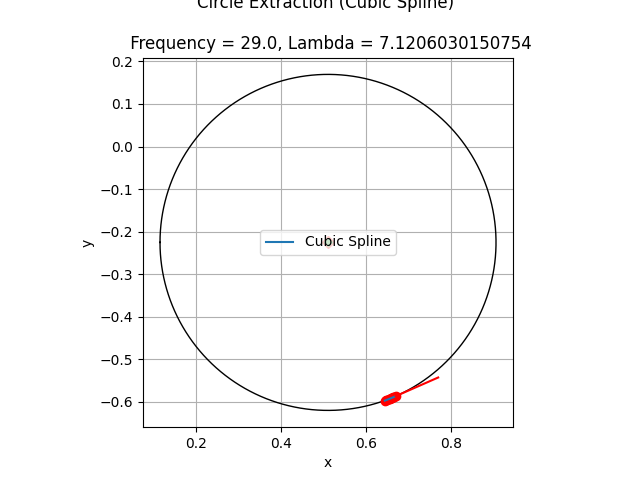 Circle Extraction (Cubic Spline)
Frequency = 29.0, Lambda = 7.1206030150754
0.2
0.1
0.0
−0.1
−0.2
−0.3
−0.4
−0.5
−0.6
y
Cubic Spline
0.2 0.4 0.6 0.8
x